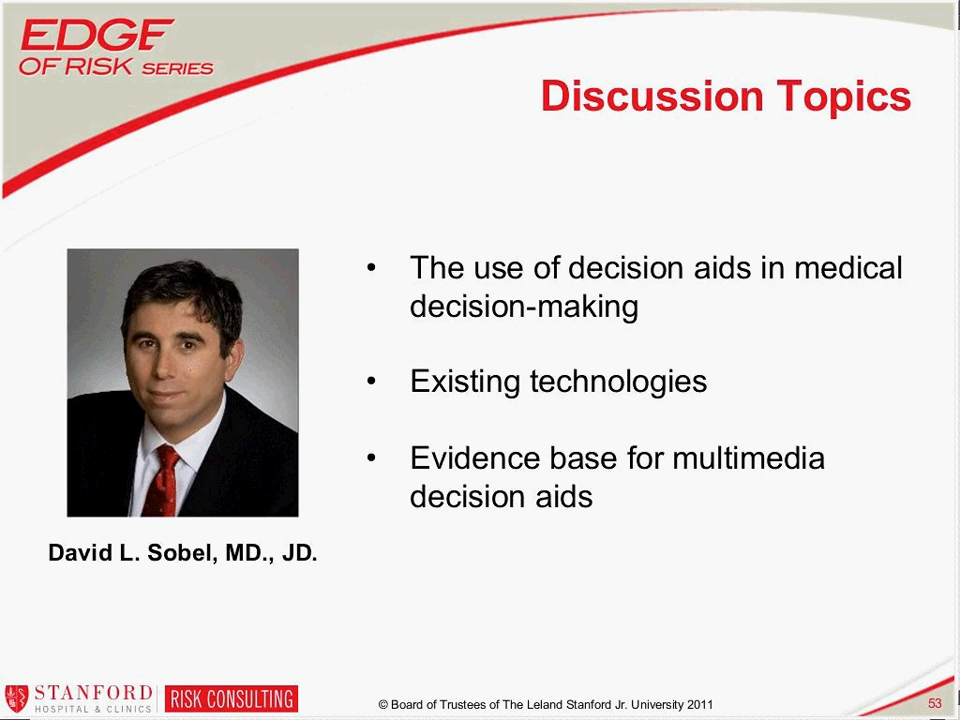 EDGE
OF RISK SERIES
Discussion Topics
• The use of decision aids in medical
decision-making
• Existing technologies
• Evidence base for multimedia
decision aids
David L. Sobel, MD., JD.
STANFORD
HOSPITAL & CLINICS
RISK CONSULTING
© Board of Trustees of The Leland Stanford Jr. University 2011
53